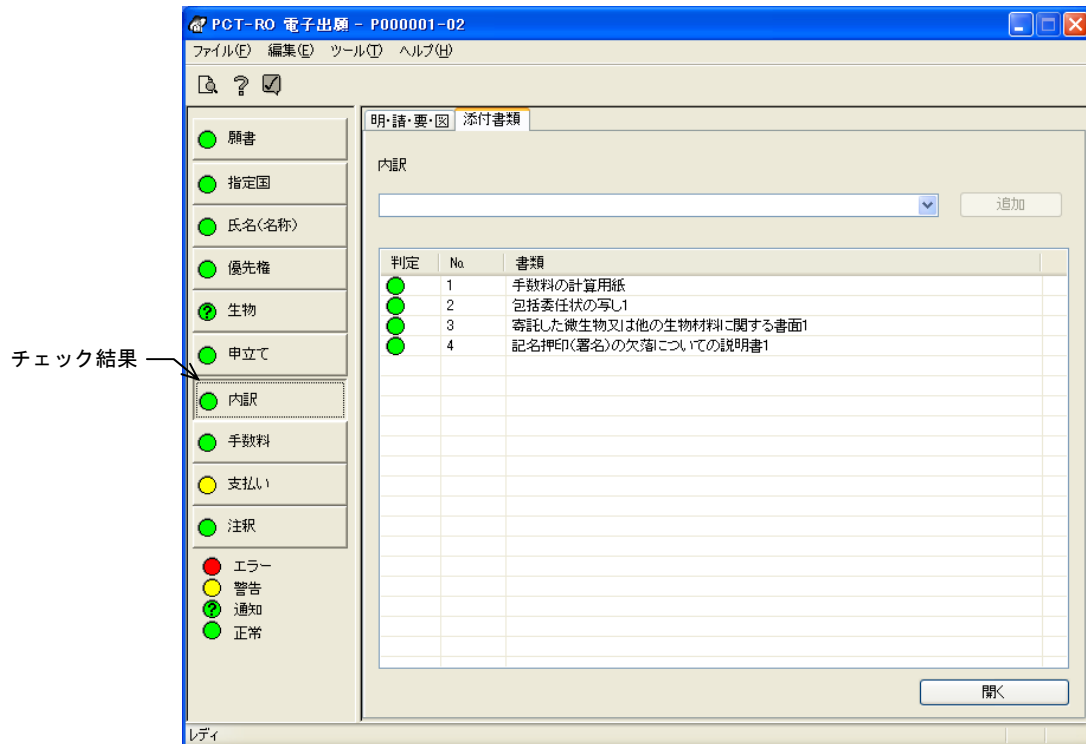 PCT-RO 電子出願 - P000001-02
ファイル(F) 編集(E) ツール(T) ヘルプ(H)
願書
指定国
氏名(名称)
優先権
生物
申立て
内訳
手数料
支払い
注釈
エラー
警告
通知
正常
チェック結果
明・請・要・図 添付書類
内訳
追加
判定 No. 書類
1 手数料の計算用紙
2 包括委任状の写し1
3 寄託した微生物又は他の生物材料に関する書面1
4 記名押印(署名)の欠落についての説明書1
開く
レディ